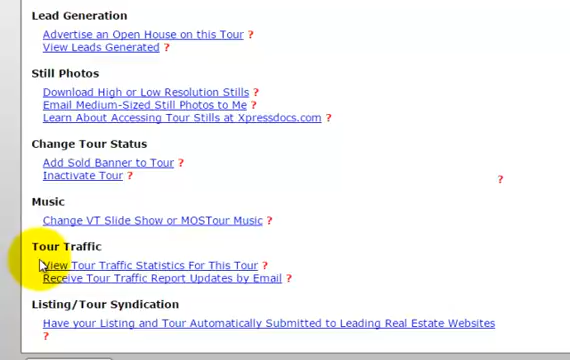 Lead Generation
Advertise an Open House on this Tour ?
View Leads Generated ?
Still Photos
Download High or Low Resolution Stills ?
Email Medium-Sized Still Photos to Me ?
Learn About Accessing Tour Stills at Xpressdocs.com ?
Change Tour Status
Add Sold Banner to Tour ?
Inactivate Tour ?
?
Music
Change VT Slide Show or MOSTour Music ?
Tour Traffic
View Tour Traffic Statistics For This Tour ?
Receive Tour Traffic Report Updates by Email ?
Listing/Tour Syndication
Have your Listing and Tour Automatically Submitted to Leading Real Estate Websites
?